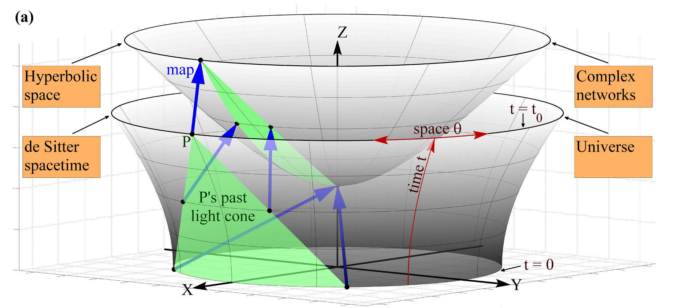 (a)
Z
Hyperbolic
space
map
Complex
networks
t = t0
space θ
de Sitter
spacetime
P
Universe
time t
P's past
light cone
t = 0
X
Y